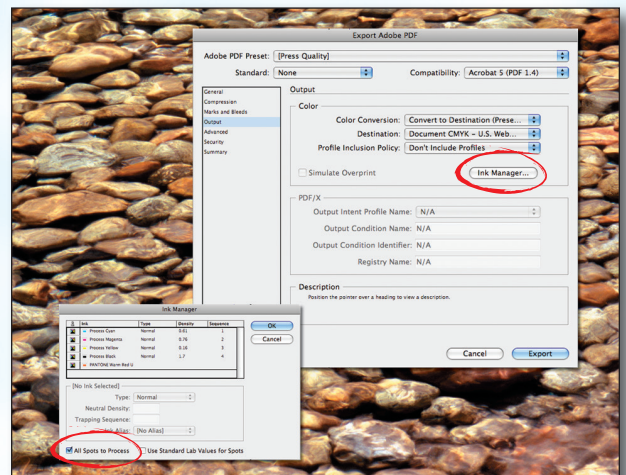 Export Adobe PDF
Adobe PDF Preset: [Press Quality]
Standard: None Compatibility: Acrobat 5 (PDF 1.4)
General
Compression
Marks and Bleeds
Output
Advanced
Security
Summary
Output
Color
Color Conversion: Convert to Destination (Prese...
Destination: Document CMYK – U.S. Web...
Profile Inclusion Policy: Don't Include Profiles
Simulate Overprint Ink Manager...
PDF/X
Output Intent Profile Name: N/A
Output Condition Name: N/A
Output Condition Identifier: N/A
Registry Name: N/A
Description
Position the pointer over a heading to view a description.
Cancel Export
Ink Manager
Ink Type Density Sequence
Process Cyan Normal 0.61 1
Process Magenta Normal 0.76 2
Process Yellow Normal 0.16 3
Process Black Normal 1.7 4
PANTONE Warm Red U
OK
Cancel
[No Ink Selected]
Type: Normal
Neutral Density:
Trapping Sequence:
Ink Alias: [No Alias]
All Spots to Process Use Standard Lab Values for Spots